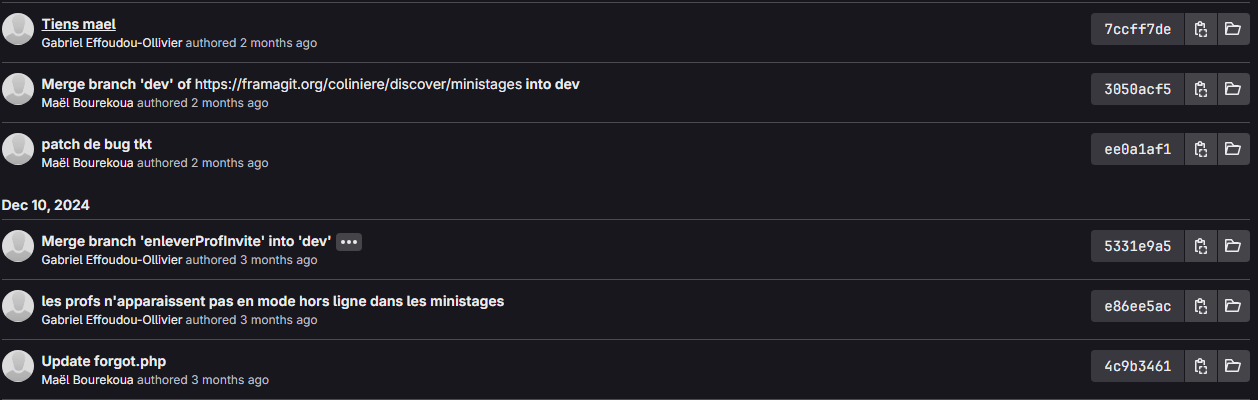 Tiens mael
Gabriel Effoudou-Ollivier authored 2 months ago
7ccff7de
Merge branch 'dev' of https://framagit.org/coliniere/discover/ministages into dev
Maël Bourekoua authored 2 months ago
3050acf5
patch de bug tkt
Maël Bourekoua authored 2 months ago
ee0a1af1
Dec 10, 2024
Merge branch 'enleverProfInvite' into 'dev'
Gabriel Effoudou-Ollivier authored 3 months ago
5331e9a5
les profs n'apparaissent pas en mode hors ligne dans les ministages
Gabriel Effoudou-Ollivier authored 3 months ago
e86ee5ac
Update forgot.php
Maël Bourekoua authored 3 months ago
4c9b3461